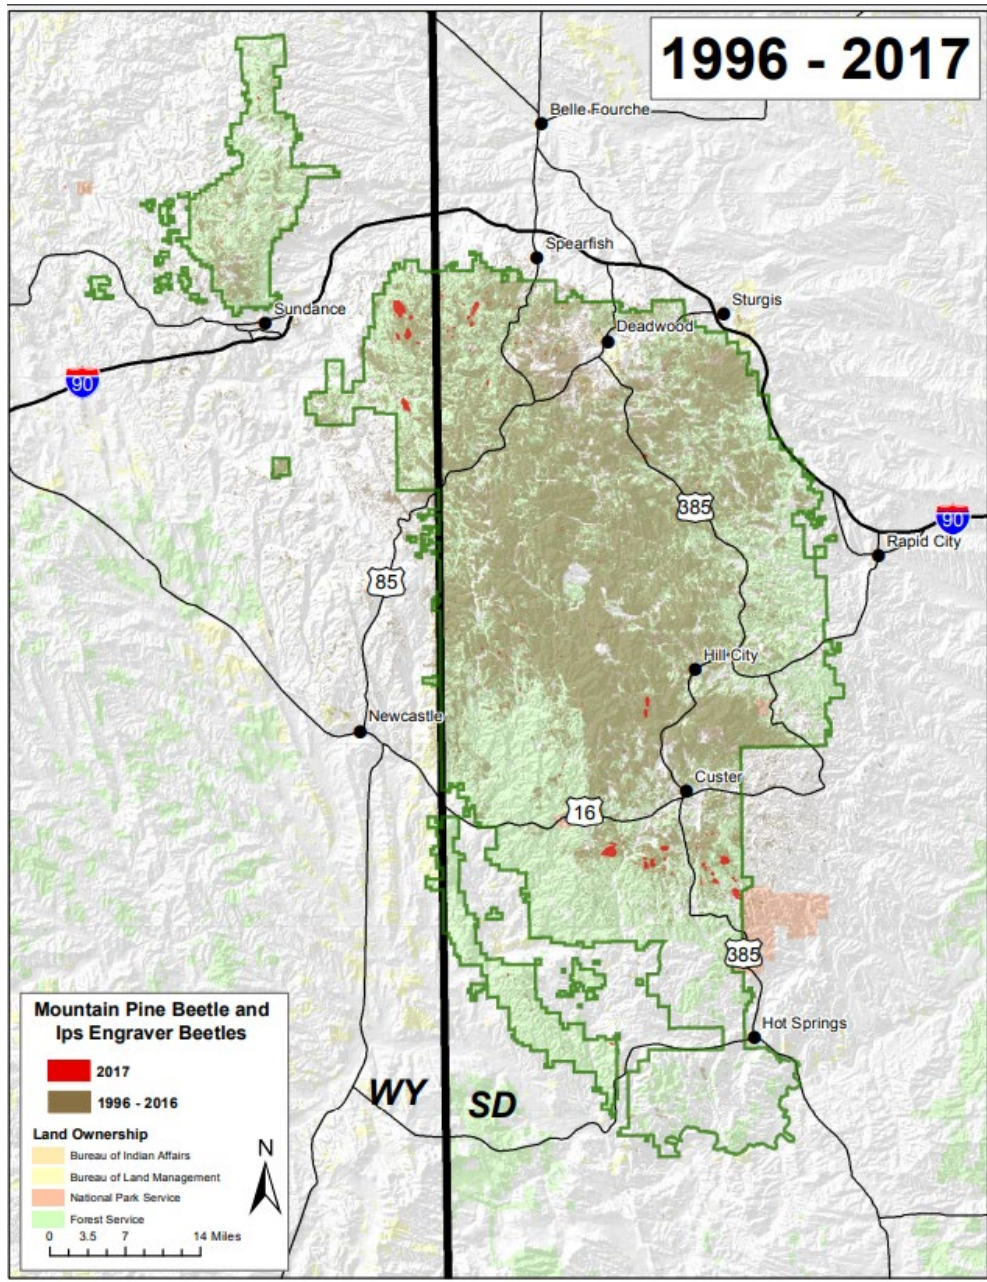 1996 - 2017
Belle Fourche
Spearfish
Sturgis
Sundance
Deadwood
90
385
90
Rapid City
85
Hill City
Newcastle
Custer
16
385
Hot Springs
WY SD
Mountain Pine Beetle and
Ips Engraver Beetles
2017
1996 - 2016
Land Ownership
Bureau of Indian Affairs
Bureau of Land Management
National Park Service
Forest Service
N
0 3.5 7 14 Miles